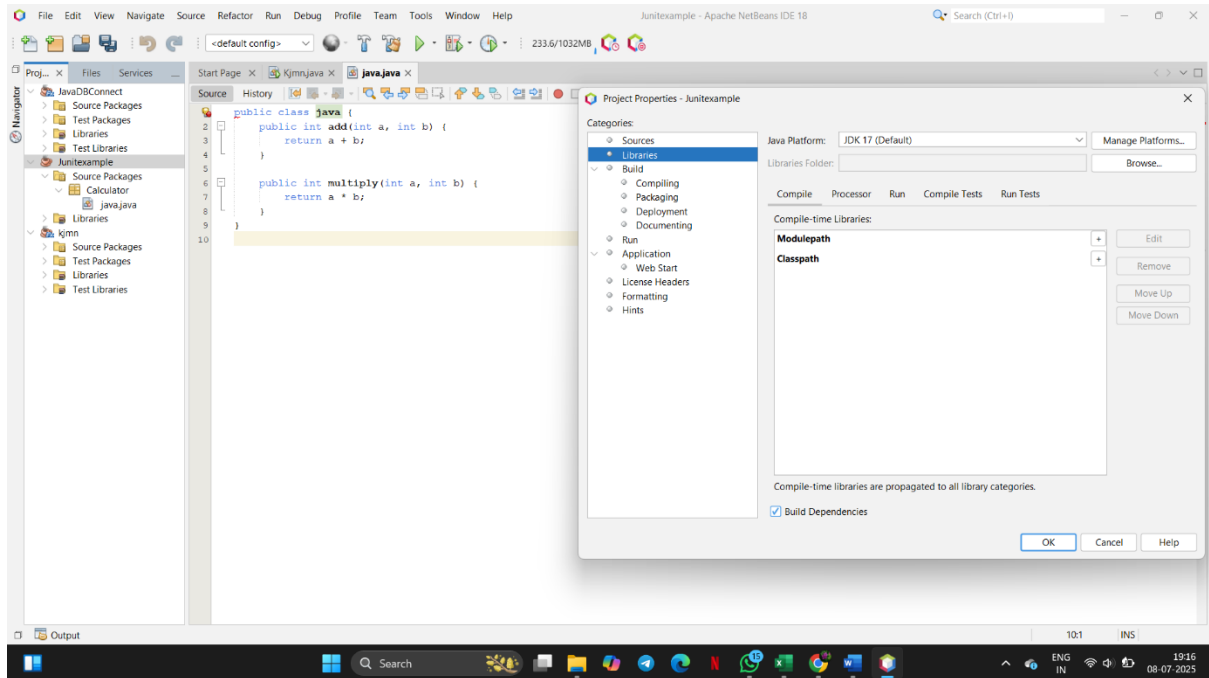 File Edit View Navigate Source Refactor Run Debug Profile Team Tools Window Help Junitexample - Apache NetBeans IDE 18 Search (Ctrl+I)
<default config> 233.6/1032MB
Proj... Files Services
Start Page Kjmn.java java.java
Navigator
JavaDBConnect
Source Packages
Test Packages
Libraries
Test Libraries
Junitexample
Source Packages
Calculator
java.java
Libraries
kjmn
Source Packages
Test Packages
Libraries
Test Libraries
Source History
public class java {
2 public int add(int a, int b) {
3 return a + b;
4 }
5
6 public int multiply(int a, int b) {
7 return a * b;
8 }
9 }
10
Project Properties - Junitexample
Categories:
Sources
Libraries
Build
Compiling
Packaging
Deployment
Documenting
Run
Application
Web Start
License Headers
Formatting
Hints
Java Platform: JDK 17 (Default) Manage Platforms...
Libraries Folder: Browse...
Compile Processor Run Compile Tests Run Tests
Compile-time Libraries:
Modulepath + Edit
Classpath + Remove
Move Up
Move Down
Compile-time libraries are propagated to all library categories.
Build Dependencies
OK Cancel Help
Output
10:1 INS
Search
15
ENG
IN
19:16
08-07-2025